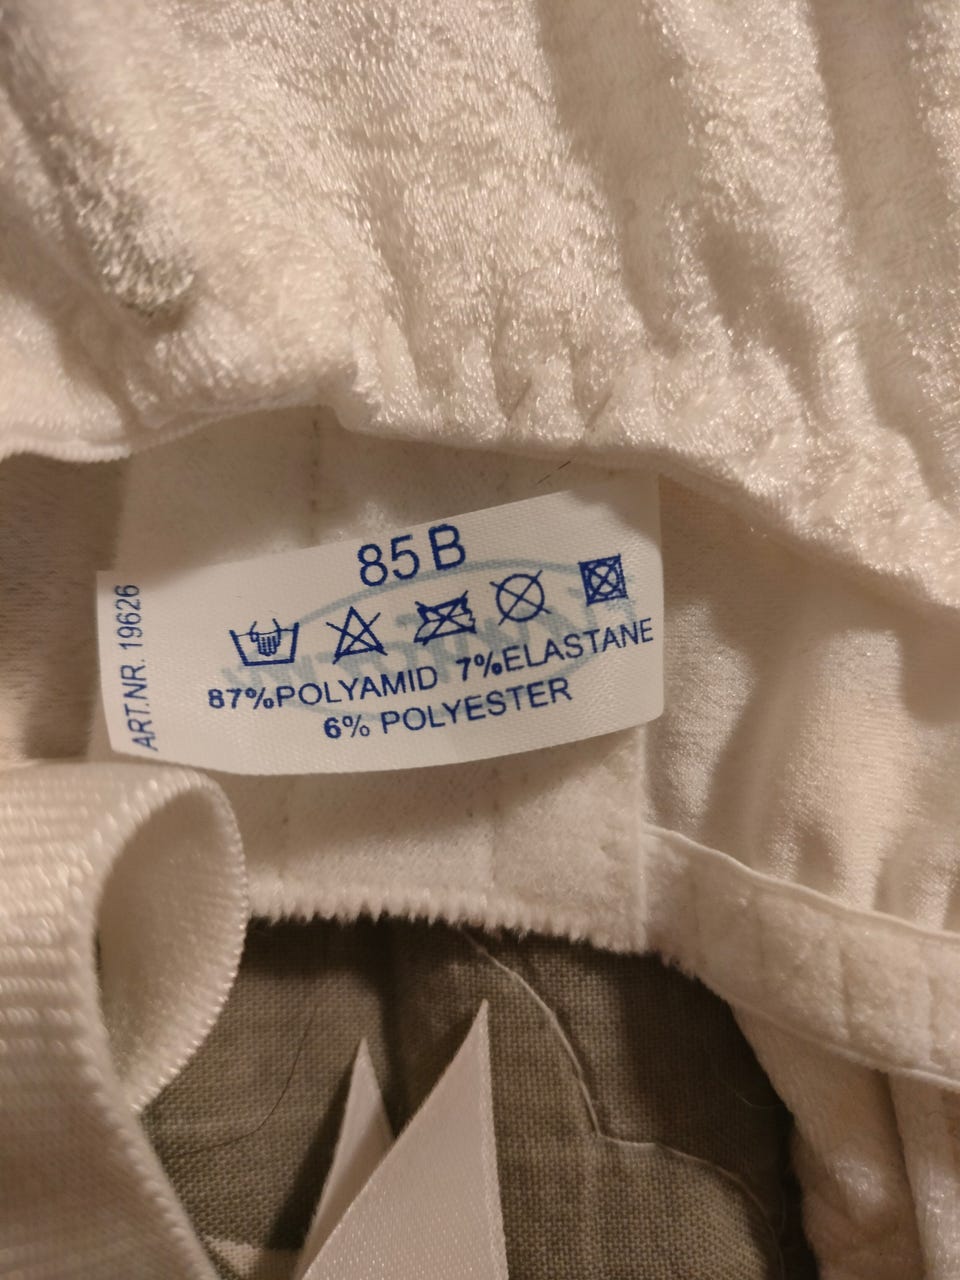 85 B
87%POLYAMID 7%ELASTANE
6% POLYESTER
ART.NR. 19626